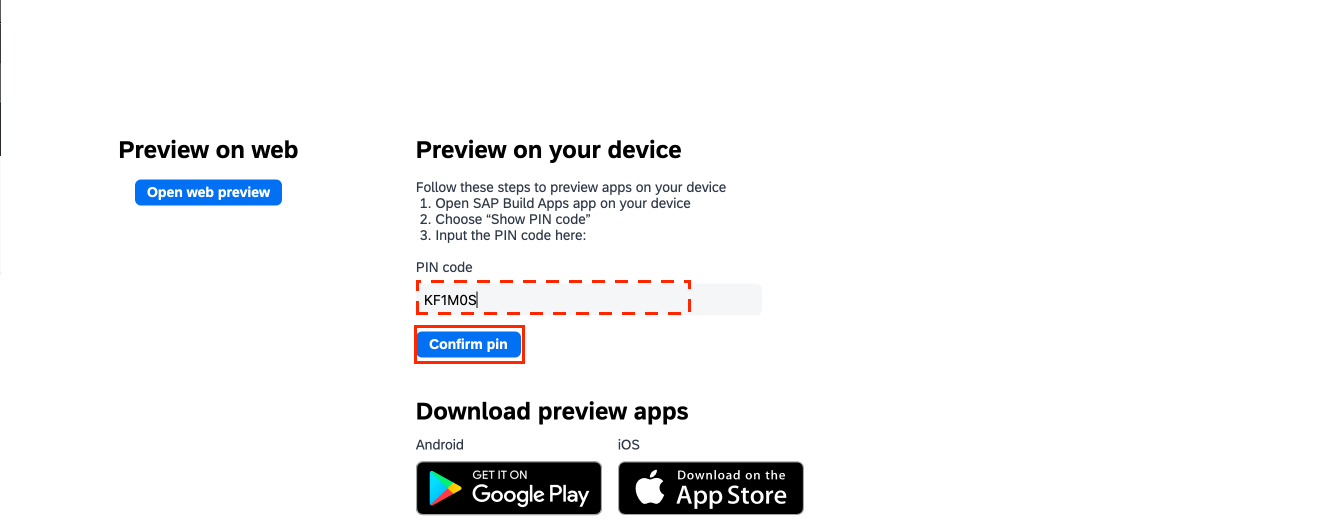 Preview on web
Open web preview
Preview on your device
Follow these steps to preview apps on your device
1. Open SAP Build Apps app on your device
2. Choose “Show PIN code”
3. Input the PIN code here:
PIN code
KF1M0S
Confirm pin
Download preview apps
Android
iOS
GET IT ON
Google Play
Download on the
App Store